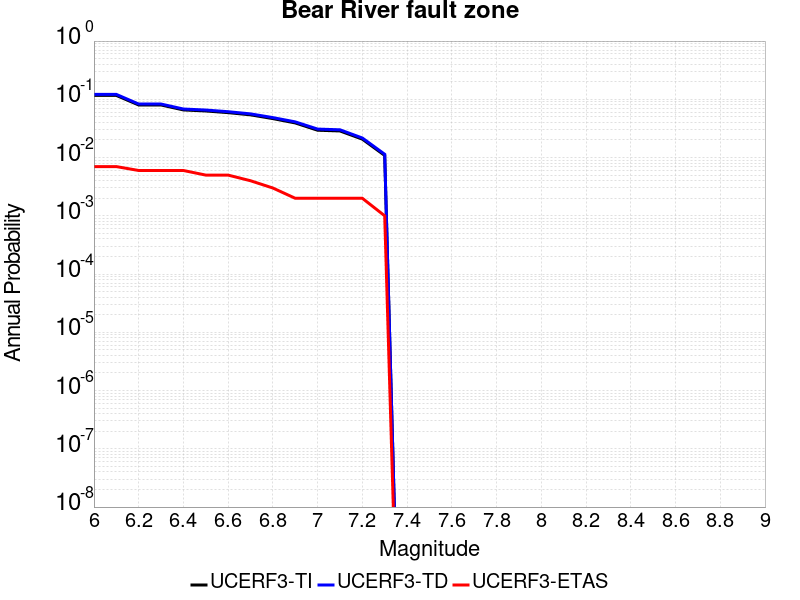 Bear River fault zone
Annual Probability
10^0
10^-1
10^-2
10^-3
10^-4
10^-5
10^-6
10^-7
10^-8
6 6.2 6.4 6.6 6.8 7 7.2 7.4 7.6 7.8 8 8.2 8.4 8.6 8.8 9
Magnitude
UCERF3-TI UCERF3-TD UCERF3-ETAS